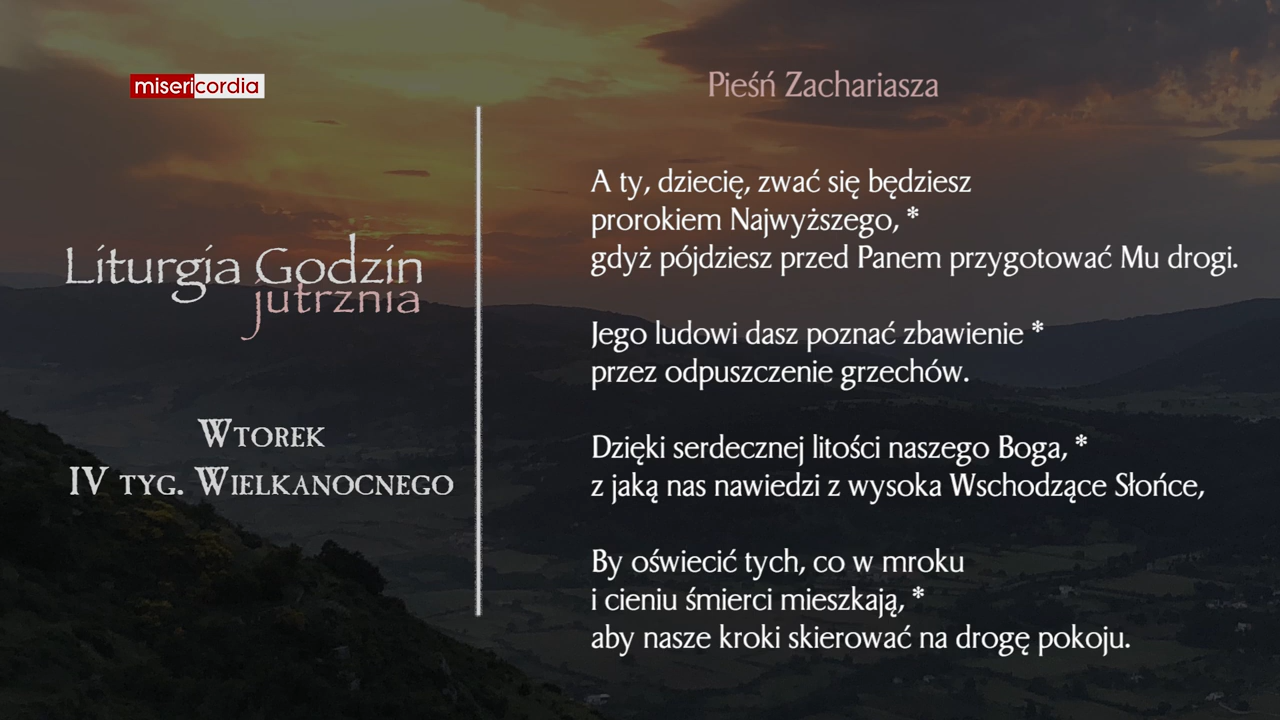 misericordia
Liturgia Godzin
jutrznia
Wtorek
IV tyg. Wielkanocnego
Pieśń Zachariasza
A ty, dziecię, zwać się będziesz
prorokiem Najwyższego, *
gdyż pójdziesz przed Panem przygotować Mu drogi.
Jego ludowi dasz poznać zbawienie *
przez odpuszczenie grzechów.
Dzięki serdecznej litości naszego Boga, *
z jaką nas nawiedzi z wysoka Wschodzące Słońce,
By oświecić tych, co w mroku
i cieniu śmierci mieszkają, *
aby nasze kroki skierować na drogę pokoju.